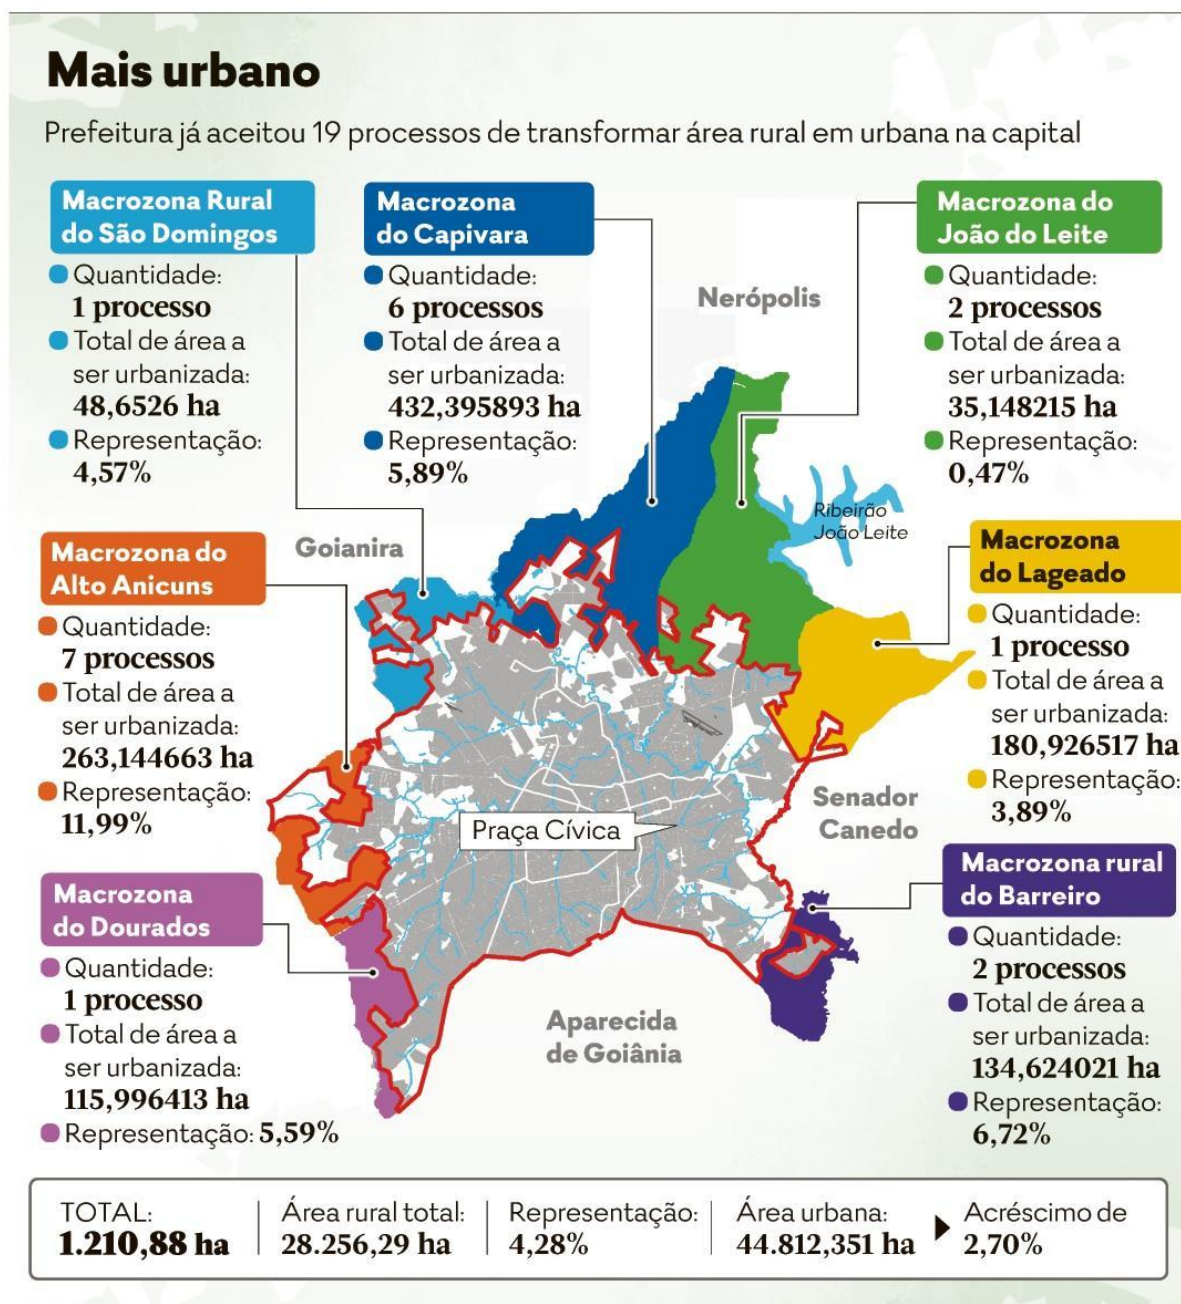 Mais urbano
Prefeitura já aceitou 19 processos de transformar área rural em urbana na capital
Macrozona Rural
do São Domingos
Quantidade:
1 processo
Total de área a
ser urbanizada:
48,6526 ha
Representação:
4,57%
Macrozona
do Capivara
Quantidade:
6 processos
Total de área a
ser urbanizada:
432,395893 ha
Representação:
5,89%
Macrozona do
João do Leite
Quantidade:
2 processos
Total de área a
ser urbanizada:
35,148215 ha
Representação:
0,47%
Nerópolis
Ribeirão
João Leite
Goianira
Macrozona do
Alto Anicuns
Quantidade:
7 processos
Total de área a
ser urbanizada:
263,144663 ha
Representação:
11,99%
Macrozona
do Lageado
Quantidade:
1 processo
Total de área a
ser urbanizada:
180,926517 ha
Representação:
3,89%
Senador
Canedo
Praça Cívica
Macrozona
do Dourados
Quantidade:
1 processo
Total de área a
ser urbanizada:
115,996413 ha
Representação: 5,59%
Macrozona rural
do Barreiro
Quantidade:
2 processos
Total de área a
ser urbanizada:
134,624021 ha
Representação:
6,72%
Aparecida
de Goiânia
TOTAL:
1.210,88 ha
Área rural total:
28.256,29 ha
Representação:
4,28%
Área urbana:
44.812,351 ha
Acréscimo de
2,70%